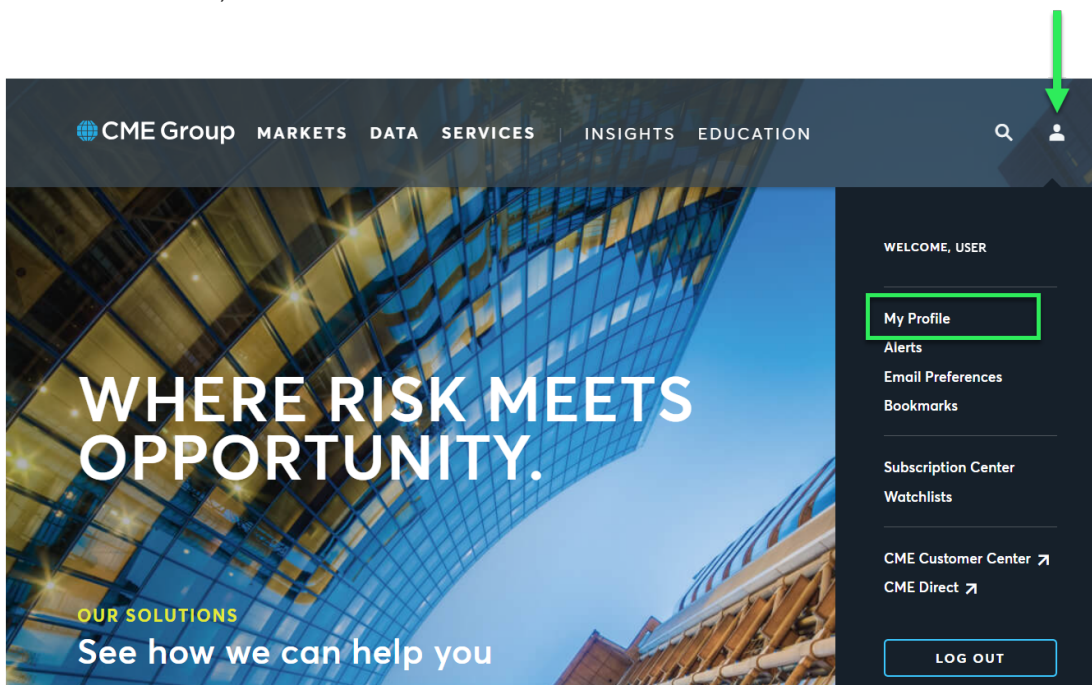 CME Group MARKETS DATA SERVICES INSIGHTS EDUCATION
WELCOME, USER
My Profile
Alerts
Email Preferences
Bookmarks
Subscription Center
Watchlists
CME Customer Center
CME Direct
LOG OUT
WHERE RISK MEETS
OPPORTUNITY.
OUR SOLUTIONS
See how we can help you